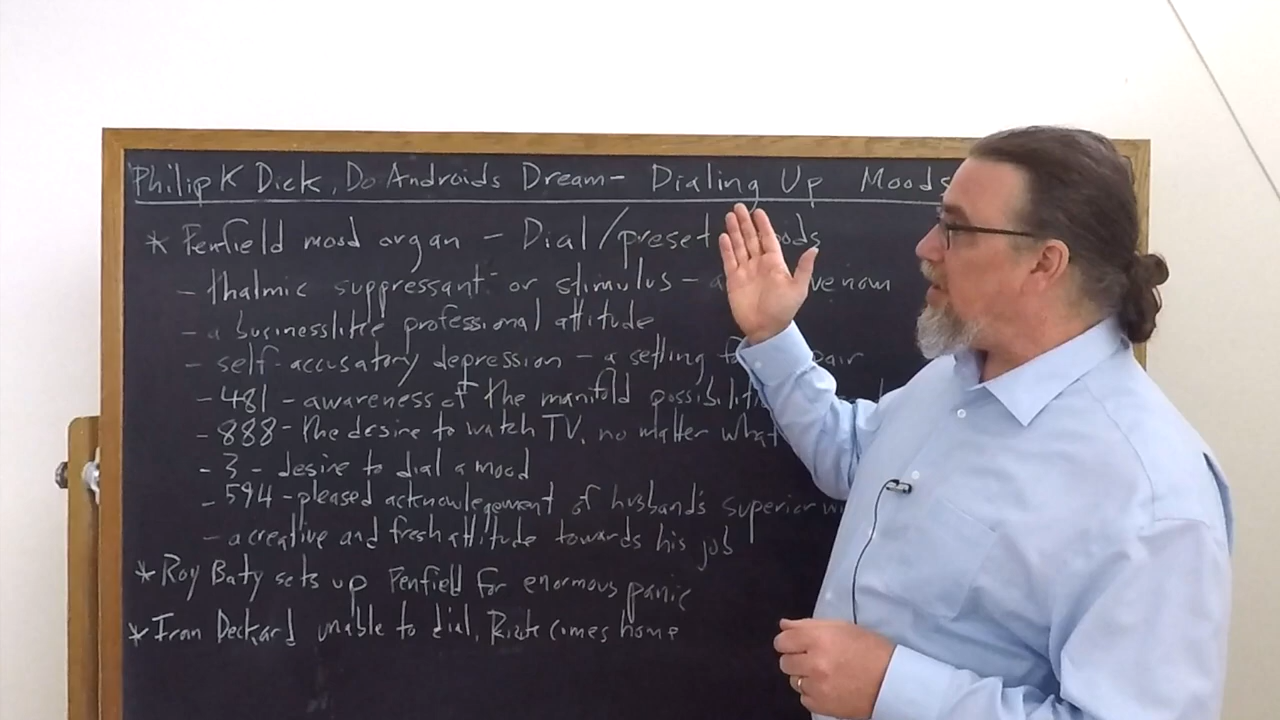 Philip K Dick, Do Androids Dream - Dialing Up Moods
* Penfield mood organ - Dial/preset moods
- thalmic suppressant or stimulus -
- a businesslike professional attitude
- self-accusatory depression - a setting
- 481 - awareness of the manifold
- 888 - the desire to watch TV, no matter what
- 3 - desire to dial a mood
- 594 - pleased acknowlegement of husband's superior
- a creative and fresh attitude towards his job
* Roy Baty sets up Penfield for enormous panic
* Iran Deckard unable to dial, Rick comes home